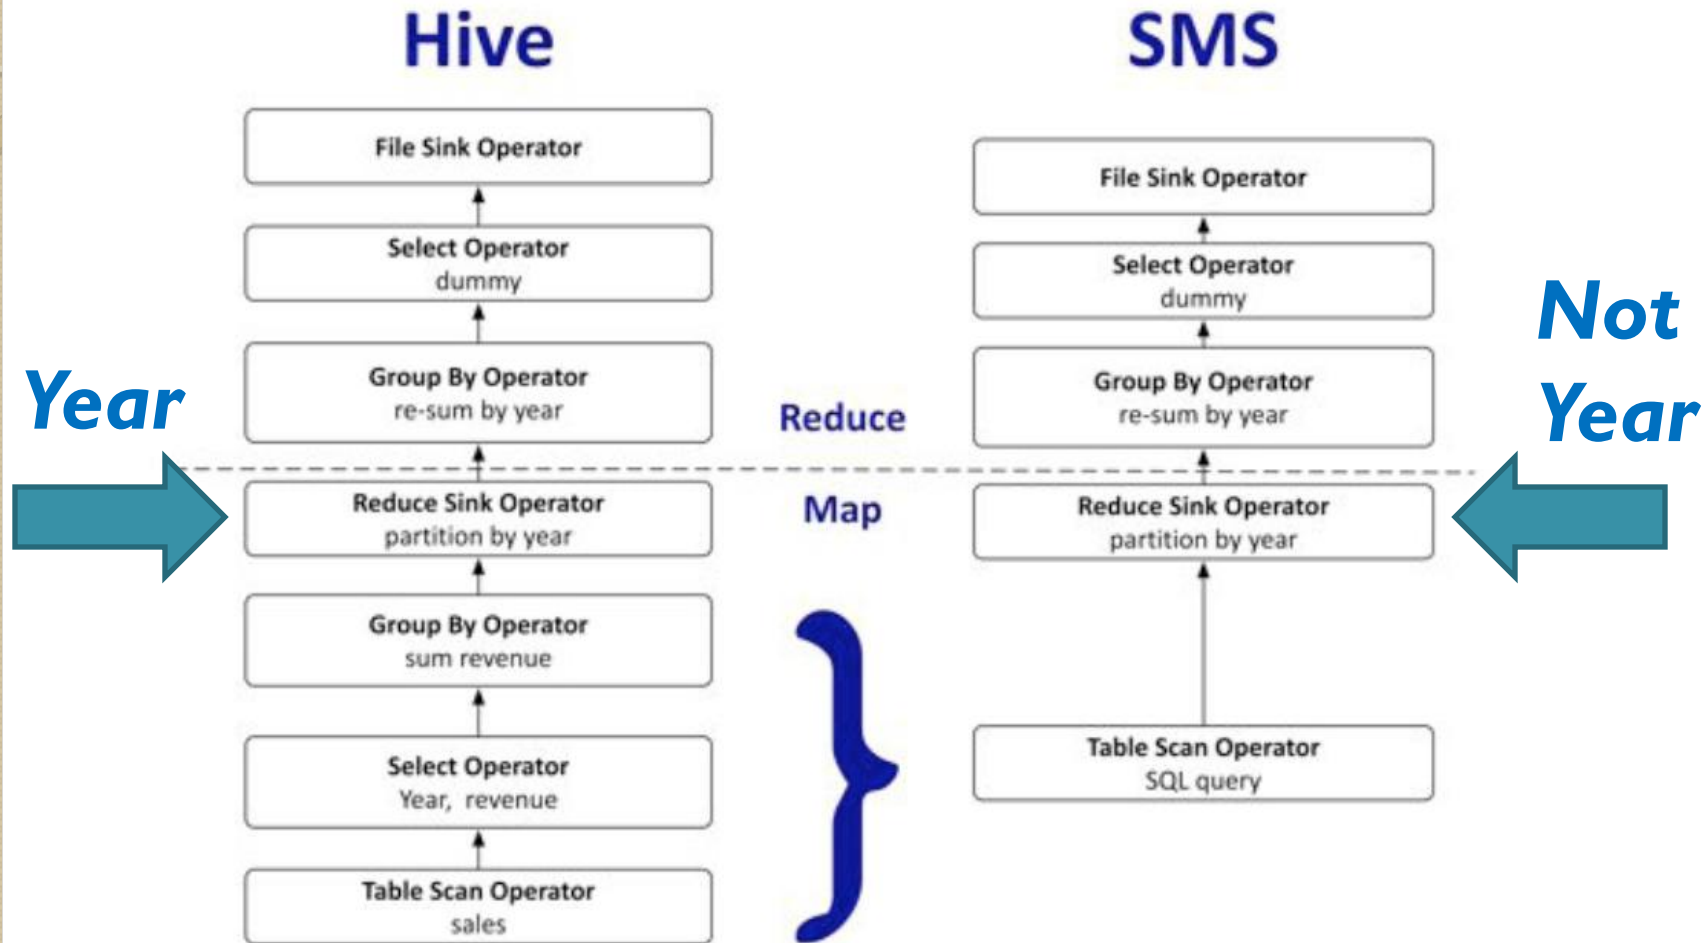 Hive
SMS
File Sink Operator
File Sink Operator
Select Operator
dummy
Select Operator
dummy
Not
Year
Year
Group By Operator
re-sum by year
Reduce
Group By Operator
re-sum by year
Reduce Sink Operator
partition by year
Map
Reduce Sink Operator
partition by year
Group By Operator
sum revenue
Select Operator
Year, revenue
Table Scan Operator
SQL query
Table Scan Operator
sales